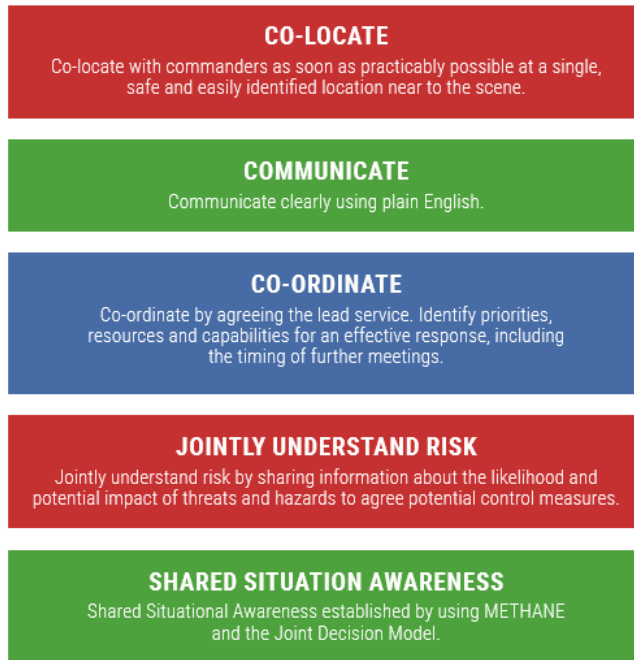 CO-LOCATE
Co-locate with commanders as soon as practicably possible at a single,
safe and easily identified location near to the scene.
COMMUNICATE
Communicate clearly using plain English.
CO-ORDINATE
Co-ordinate by agreeing the lead service. Identify priorities,
resources and capabilities for an effective response, including
the timing of further meetings.
JOINTLY UNDERSTAND RISK
Jointly understand risk by sharing information about the likelihood and
potential impact of threats and hazards to agree potential control measures.
SHARED SITUATION AWARENESS
Shared Situational Awareness established by using METHANE
and the Joint Decision Model.